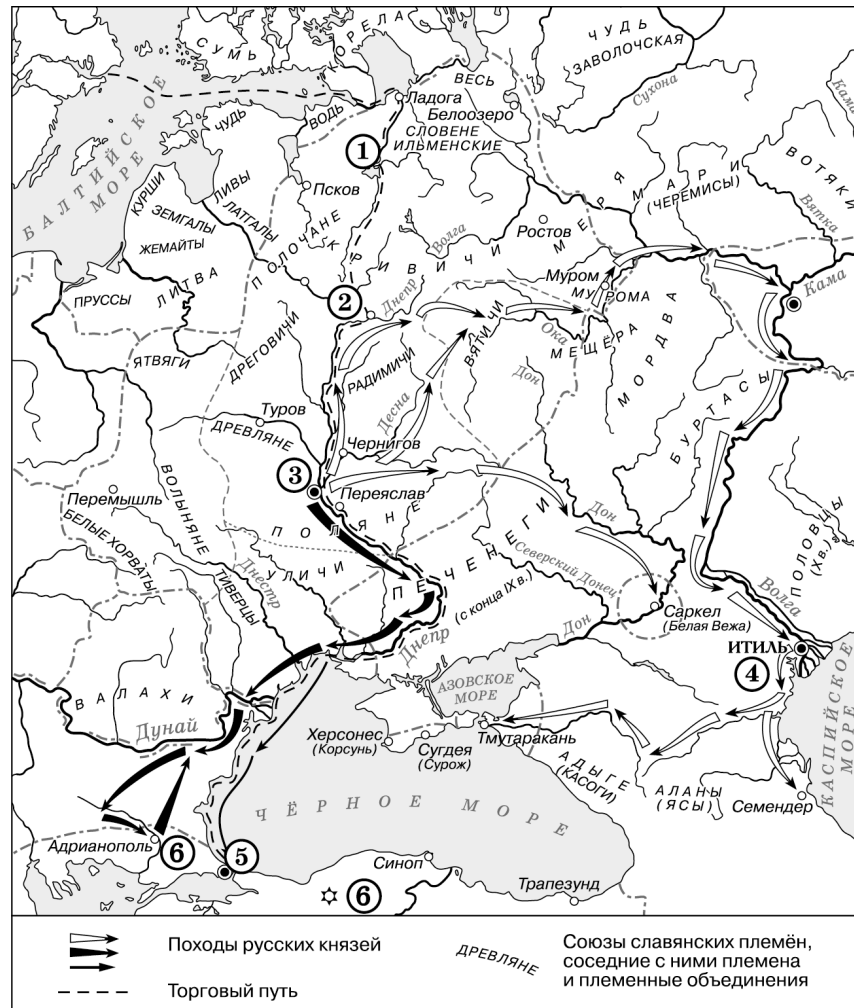 СУМЬ
КОРЕЛА
ЧУДЬ
ЗАВОЛОЧСКАЯ
ВЕСЬ
Сухона
Кама
Ладога
Белоозеро
СЛОВЕНЕ
ИЛЬМЕНСКИЕ
ВОДЬ
ЧУДЬ
1
БАЛТИЙСКОЕ
МОРЕ
КУРШИ
ЛИВЫ
ЛАТГАЛЫ
ЗЕМГАЛЫ
ЖЕМАЙТЫ
Псков
МАРИ
(ЧЕРЕМИСЫ)
ВОТЯКИ
Вятка
ПОЛОЧАНЕ
КРИВИЧИ
МЕРЯ
Волга
Ростов
ЛИТВА
ПРУССЫ
2
Днепр
Муром
МУРОМА
Кама
ВЯТИЧИ
Ока
МЕЩЁРА
МОРДВА
ЯТВЯГИ
ДРЕГОВИЧИ
РАДИМИЧИ
Дон
БУРТАСЫ
Десна
Туров
ДРЕВЛЯНЕ
Чернигов
3
Переяслав
Перемышль
ВОЛЫНЯНЕ
БЕЛЫЕ ХОРВАТЫ
ПОЛЯНЕ
Дон
ПОЛОВЦЫ
(X в.)
УЛИЧИ
ПЕЧЕНЕГИ
(с конца IX в.)
Северский Донец
Днестр
ТИВЕРЦЫ
Саркел
(Белая Вежа)
Волга
Днепр
Дон
ИТИЛЬ
4
ВАЛАХИ
Дунай
АЗОВСКОЕ
МОРЕ
Херсонес
(Корсунь)
Сугдея
(Сурож)
Тмутаракань
АДЫГЕ
(КАСОГИ)
АЛАНЫ
(ЯСЫ)
Семендер
КАСПИЙСКОЕ
МОРЕ
ЧЁРНОЕ МОРЕ
Адрианополь
6
5
Синоп
6
Трапезунд
Походы русских князей
Торговый путь
ДРЕВЛЯНЕ
Союзы славянских племён,
соседние с ними племена
и племенные объединения